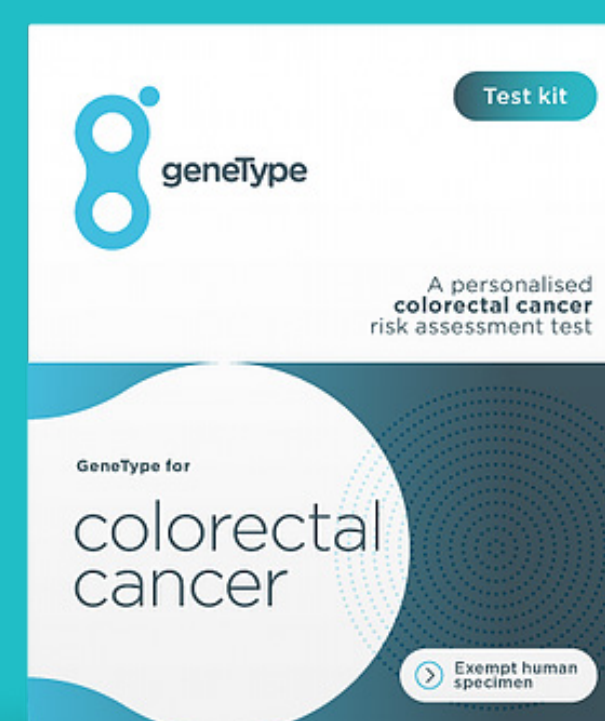 Test kit
geneType
A personalised
colorectal cancer
risk assessment test
GeneType for
colorectal
cancer
Exempt human
specimen